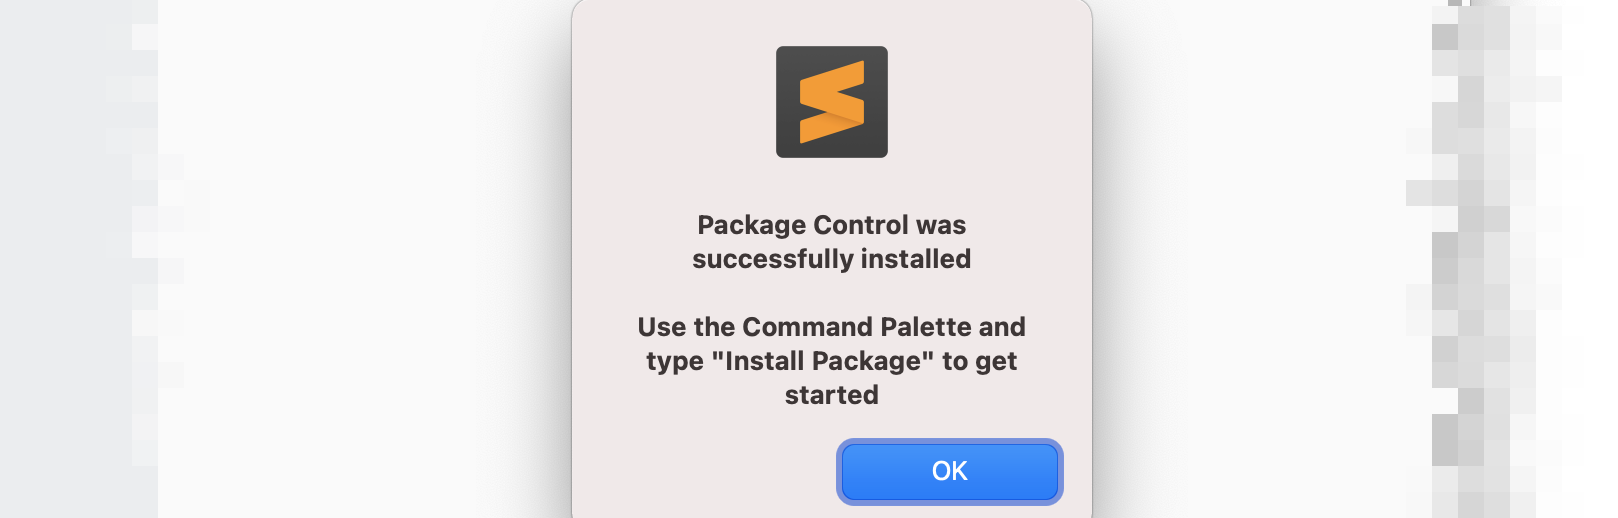 Package Control was
successfully installed
Use the Command Palette and
type "Install Package" to get
started
OK